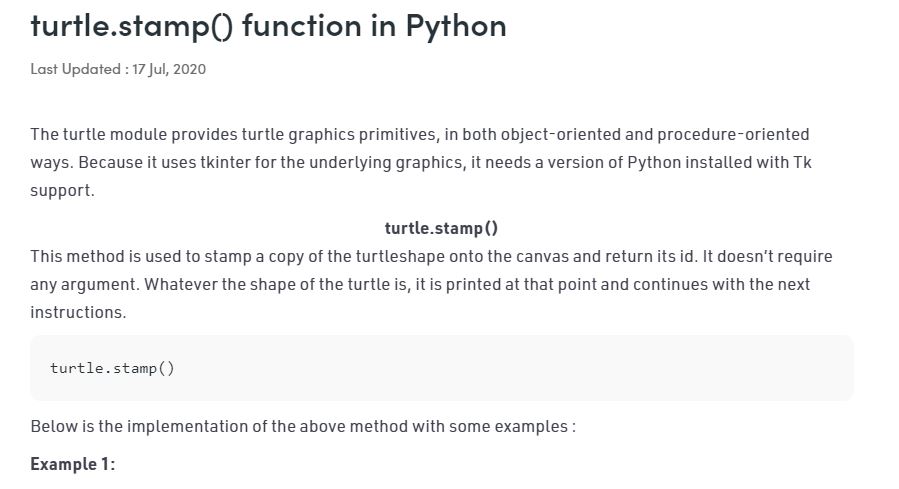 turtle.stamp() function in Python
Last Updated : 17 Jul, 2020
The turtle module provides turtle graphics primitives, in both object-oriented and procedure-oriented
ways. Because it uses tkinter for the underlying graphics, it needs a version of Python installed with Tk
support.
turtle.stamp()
This method is used to stamp a copy of the turtleshape onto the canvas and return its id. It doesn’t require
any argument. Whatever the shape of the turtle is, it is printed at that point and continues with the next
instructions.
turtle.stamp()
Below is the implementation of the above method with some examples :
Example 1: